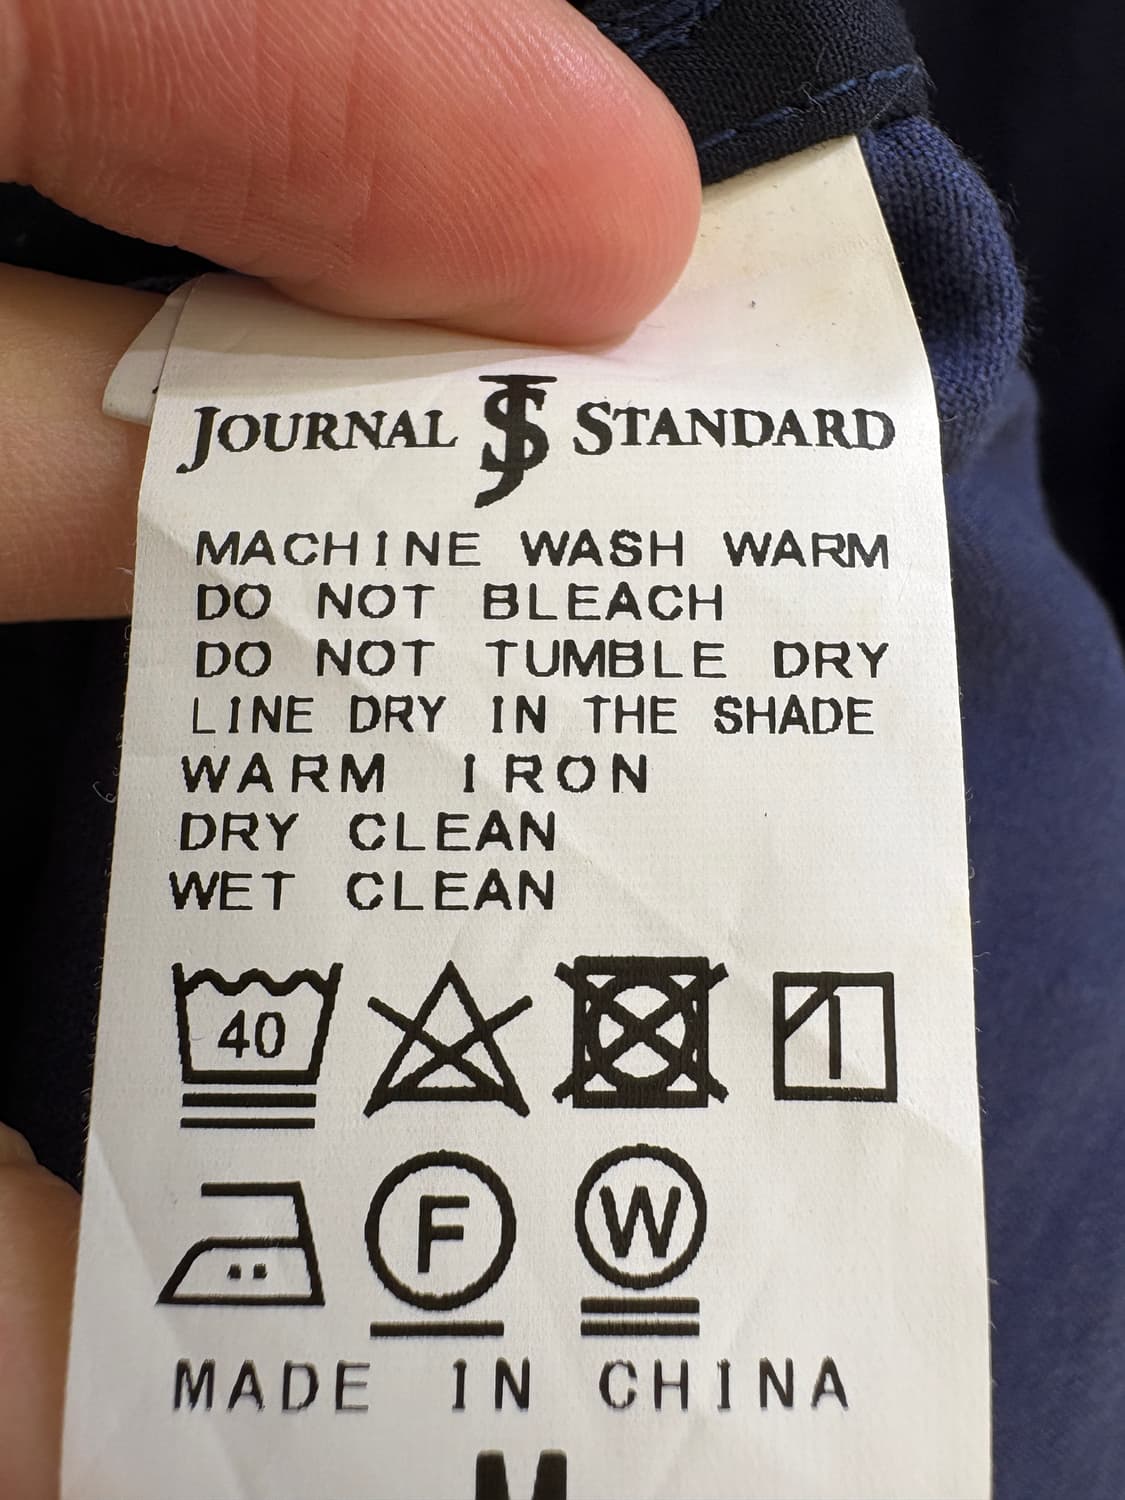 JOURNAL JS STANDARD
MACHINE WASH WARM
DO NOT BLEACH
DO NOT TUMBLE DRY
LINE DRY IN THE SHADE
WARM IRON
DRY CLEAN
WET CLEAN
40
F W
MADE IN CHINA
M